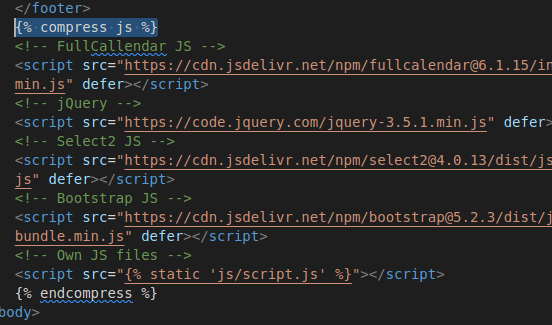 </footer>
{% compress js %}
<!-- FullCallendar JS -->
<script src="https://cdn.jsdelivr.net/npm/fullcalendar@6.1.15/in
min.js" defer></script>
<!-- jQuery -->
<script src="https://code.jquery.com/jquery-3.5.1.min.js" defer>
<!-- Select2 JS -->
<script src="https://cdn.jsdelivr.net/npm/select2@4.0.13/dist/js
js" defer></script>
<!-- Bootstrap JS -->
<script src="https://cdn.jsdelivr.net/npm/bootstrap@5.2.3/dist/j
bundle.min.js" defer></script>
<!-- Own JS files -->
<script src="{% static 'js/script.js' %}"></script>
{% endcompress %}
body>